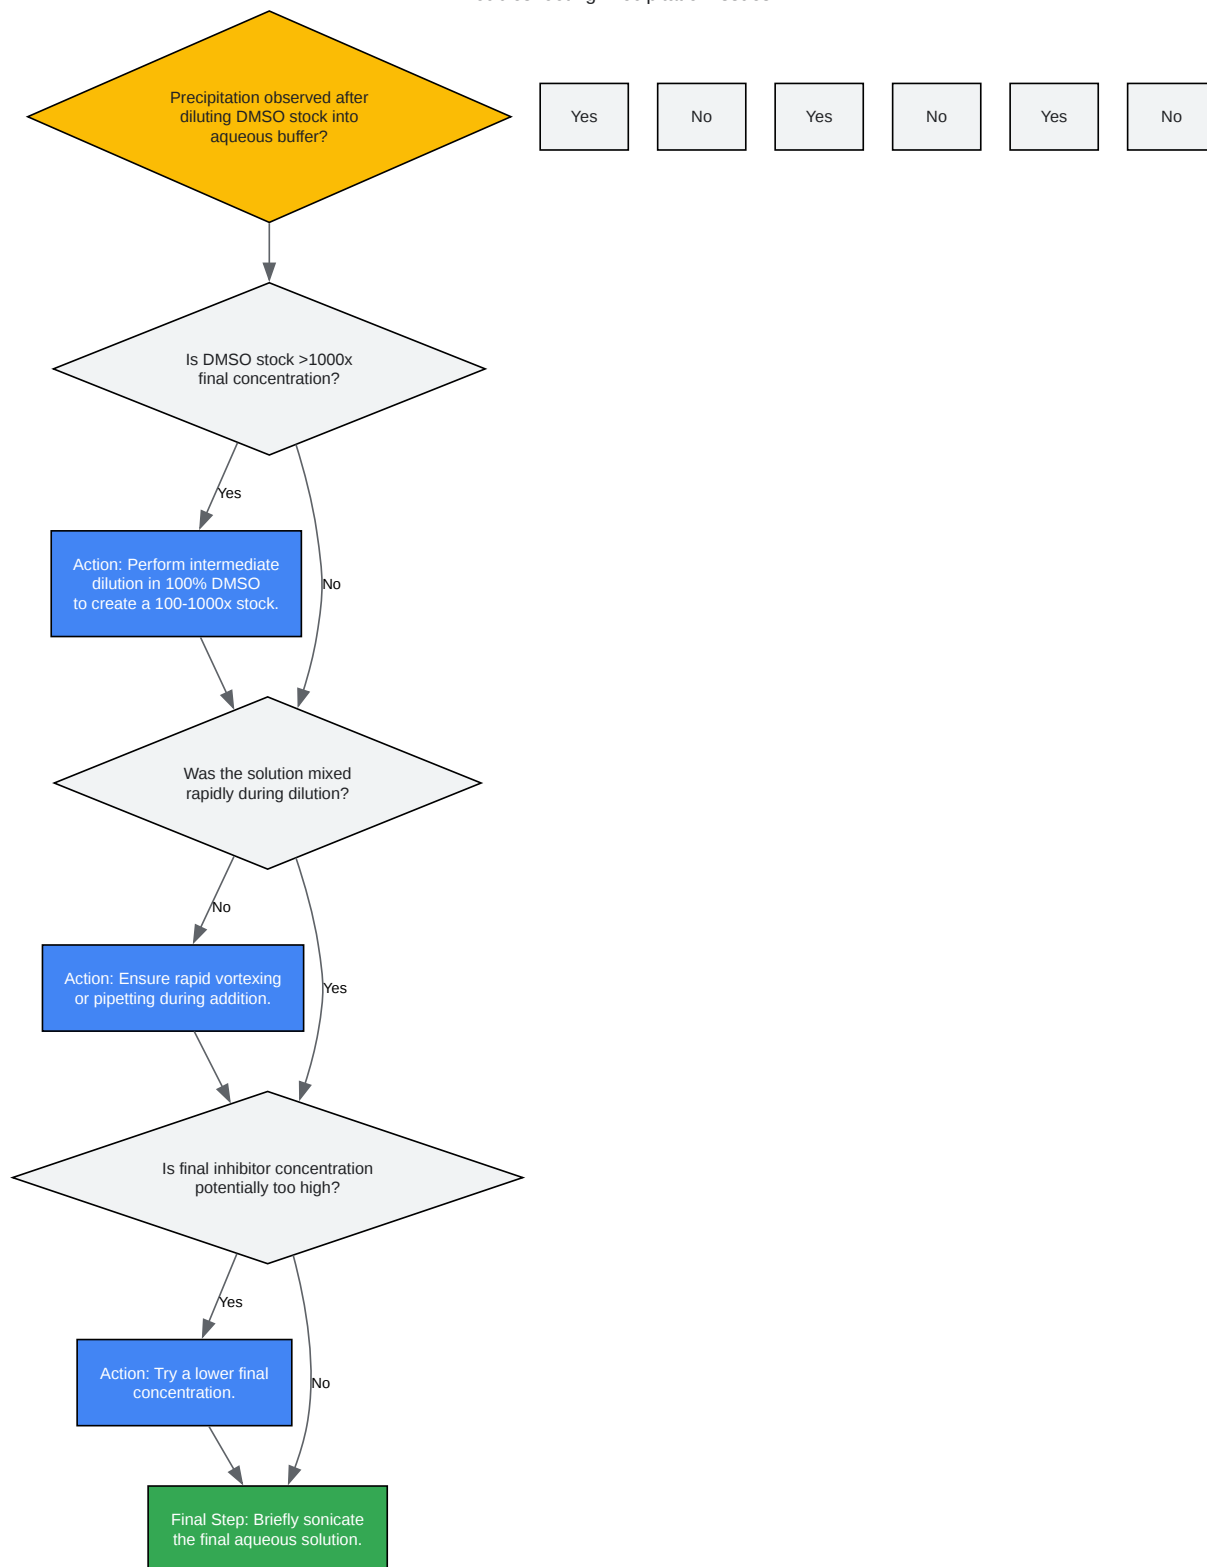 Precipitation observed after
diluting DMSO stock into
aqueous buffer?
Yes
No
Yes
No
Yes
No
Is DMSO stock >1000x
final concentration?
Yes
Action: Perform intermediate
dilution in 100% DMSO
to create a 100-1000x stock.
No
Was the solution mixed
rapidly during dilution?
No
Action: Ensure rapid vortexing
or pipetting during addition.
Yes
Is final inhibitor concentration
potentially too high?
Yes
Action: Try a lower final
concentration.
No
Final Step: Briefly sonicate
the final aqueous solution.